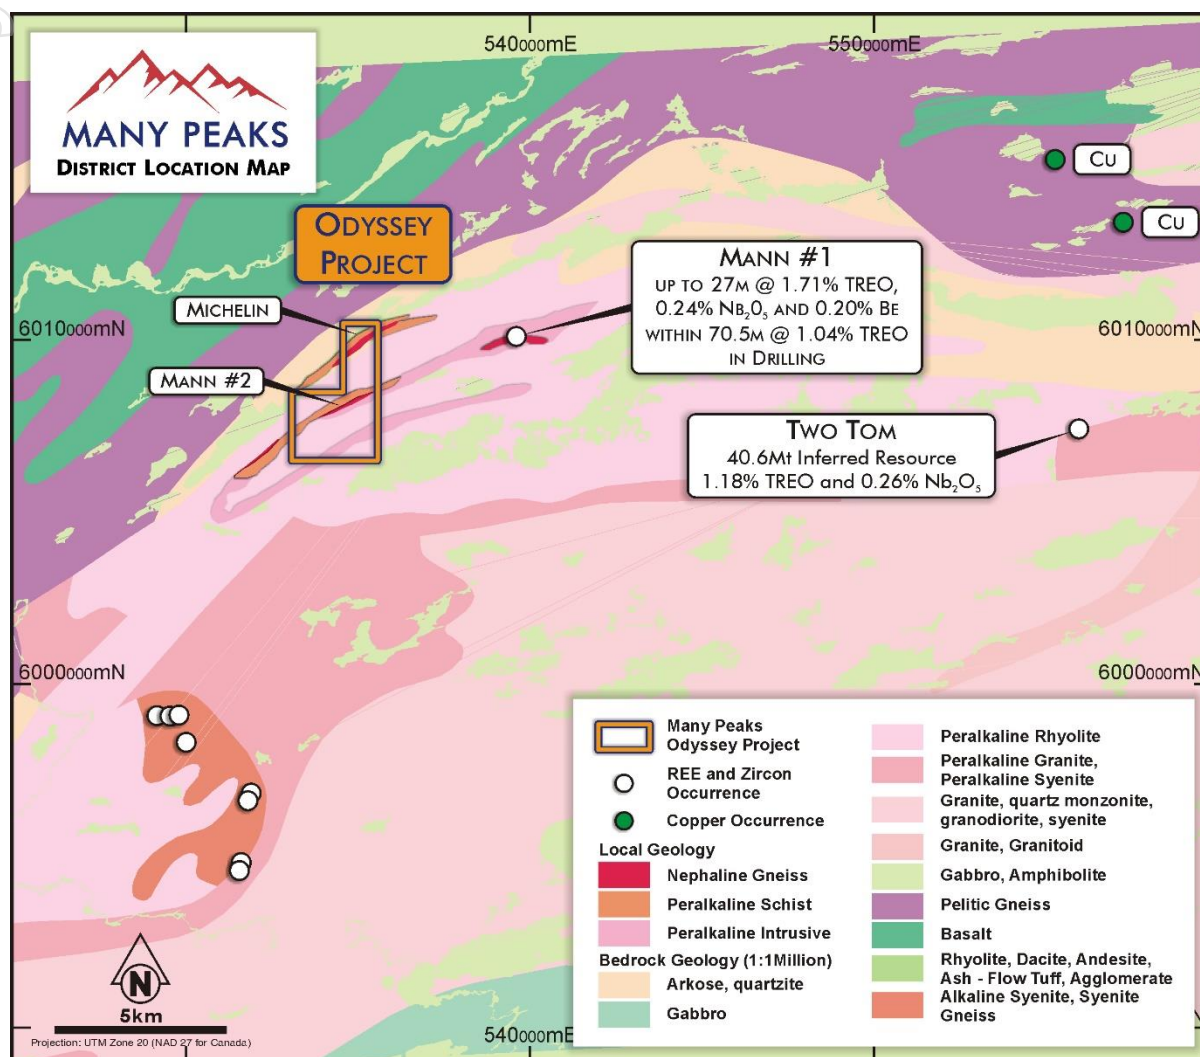 540000mE
550000mE
MANY PEAKS
DISTRICT LOCATION MAP
Cu
Cu
ODYSSEY
PROJECT
MANN #1
UP TO 27M @ 1.71% TREO,
0.24% NB₂O₅ AND 0.20% BE
WITHIN 70.5M @ 1.04% TREO
IN DRILLING
MICHELIN
6010000mN
6010000mN
MANN #2
TWO TOM
40.6Mt INFERRED RESOURCE
1.18% TREO AND 0.26% Nb₂O₅
6000000mN
6000000mN
Many Peaks
Odyssey Project
REE and Zircon
Occurrence
Copper Occurrence
Local Geology
Nephaline Gneiss
Peralkaline Schist
Peralkaline Intrusive
Bedrock Geology (1:1Million)
Arkose, quartzite
Gabbro
Peralkaline Rhyolite
Peralkaline Granite,
Peralkaline Syenite
Granite, quartz monzonite,
granodiorite, syenite
Granite, Granitoid
Gabbro, Amphibolite
Pelitic Gneiss
Basalt
Rhyolite, Dacite, Andesite,
Ash - Flow Tuff, Agglomerate
Alkaline Syenite, Syenite
Gneiss
N
5km
Projection: UTM Zone 20 (NAD 27 for Canada)
540000mE